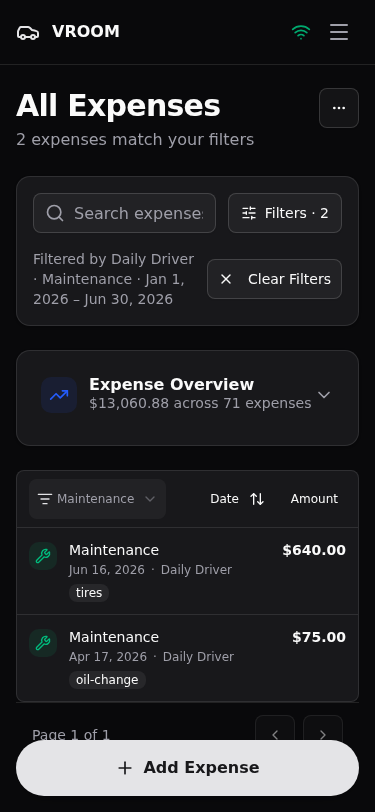 VROOM
All Expenses
2 expenses match your filters
Search expenses
Filters · 2
Filtered by Daily Driver
· Maintenance · Jan 1,
2026 – Jun 30, 2026
Clear Filters
Expense Overview
$13,060.88 across 71 expenses
Maintenance
Date
Amount
Maintenance
$640.00
Jun 16, 2026 · Daily Driver
tires
Maintenance
$75.00
Apr 17, 2026 · Daily Driver
oil-change
Page 1 of 1
Add Expense